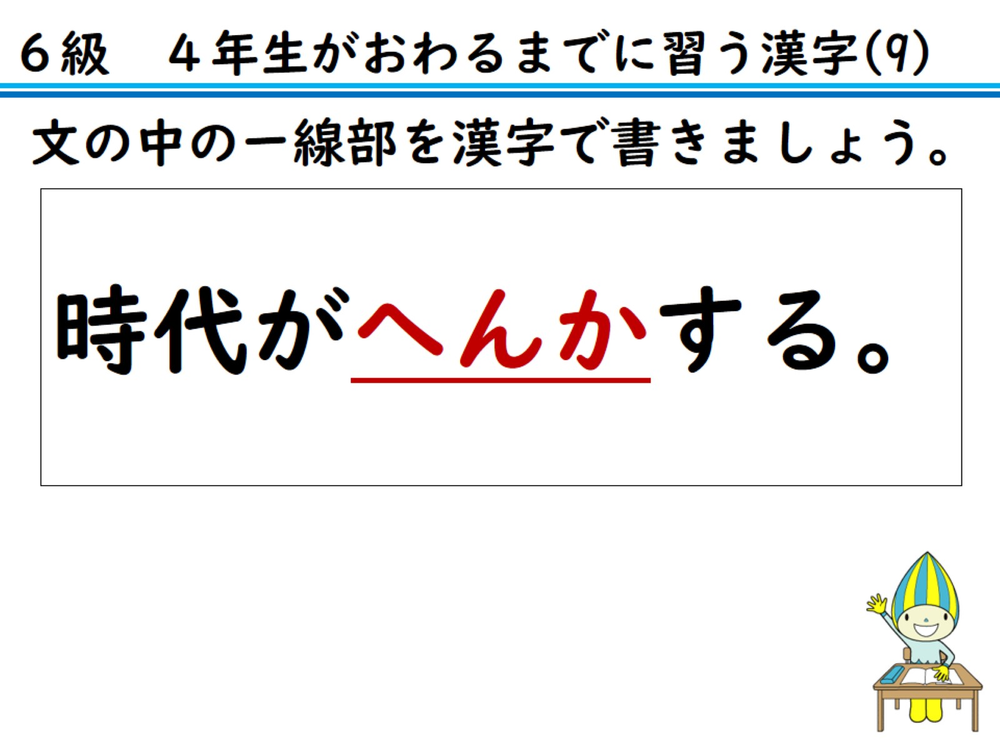 ６級　４年生がおわるまでに習う漢字(9)
文の中の―線部を漢字で書きましょう。
時代がへんかする。